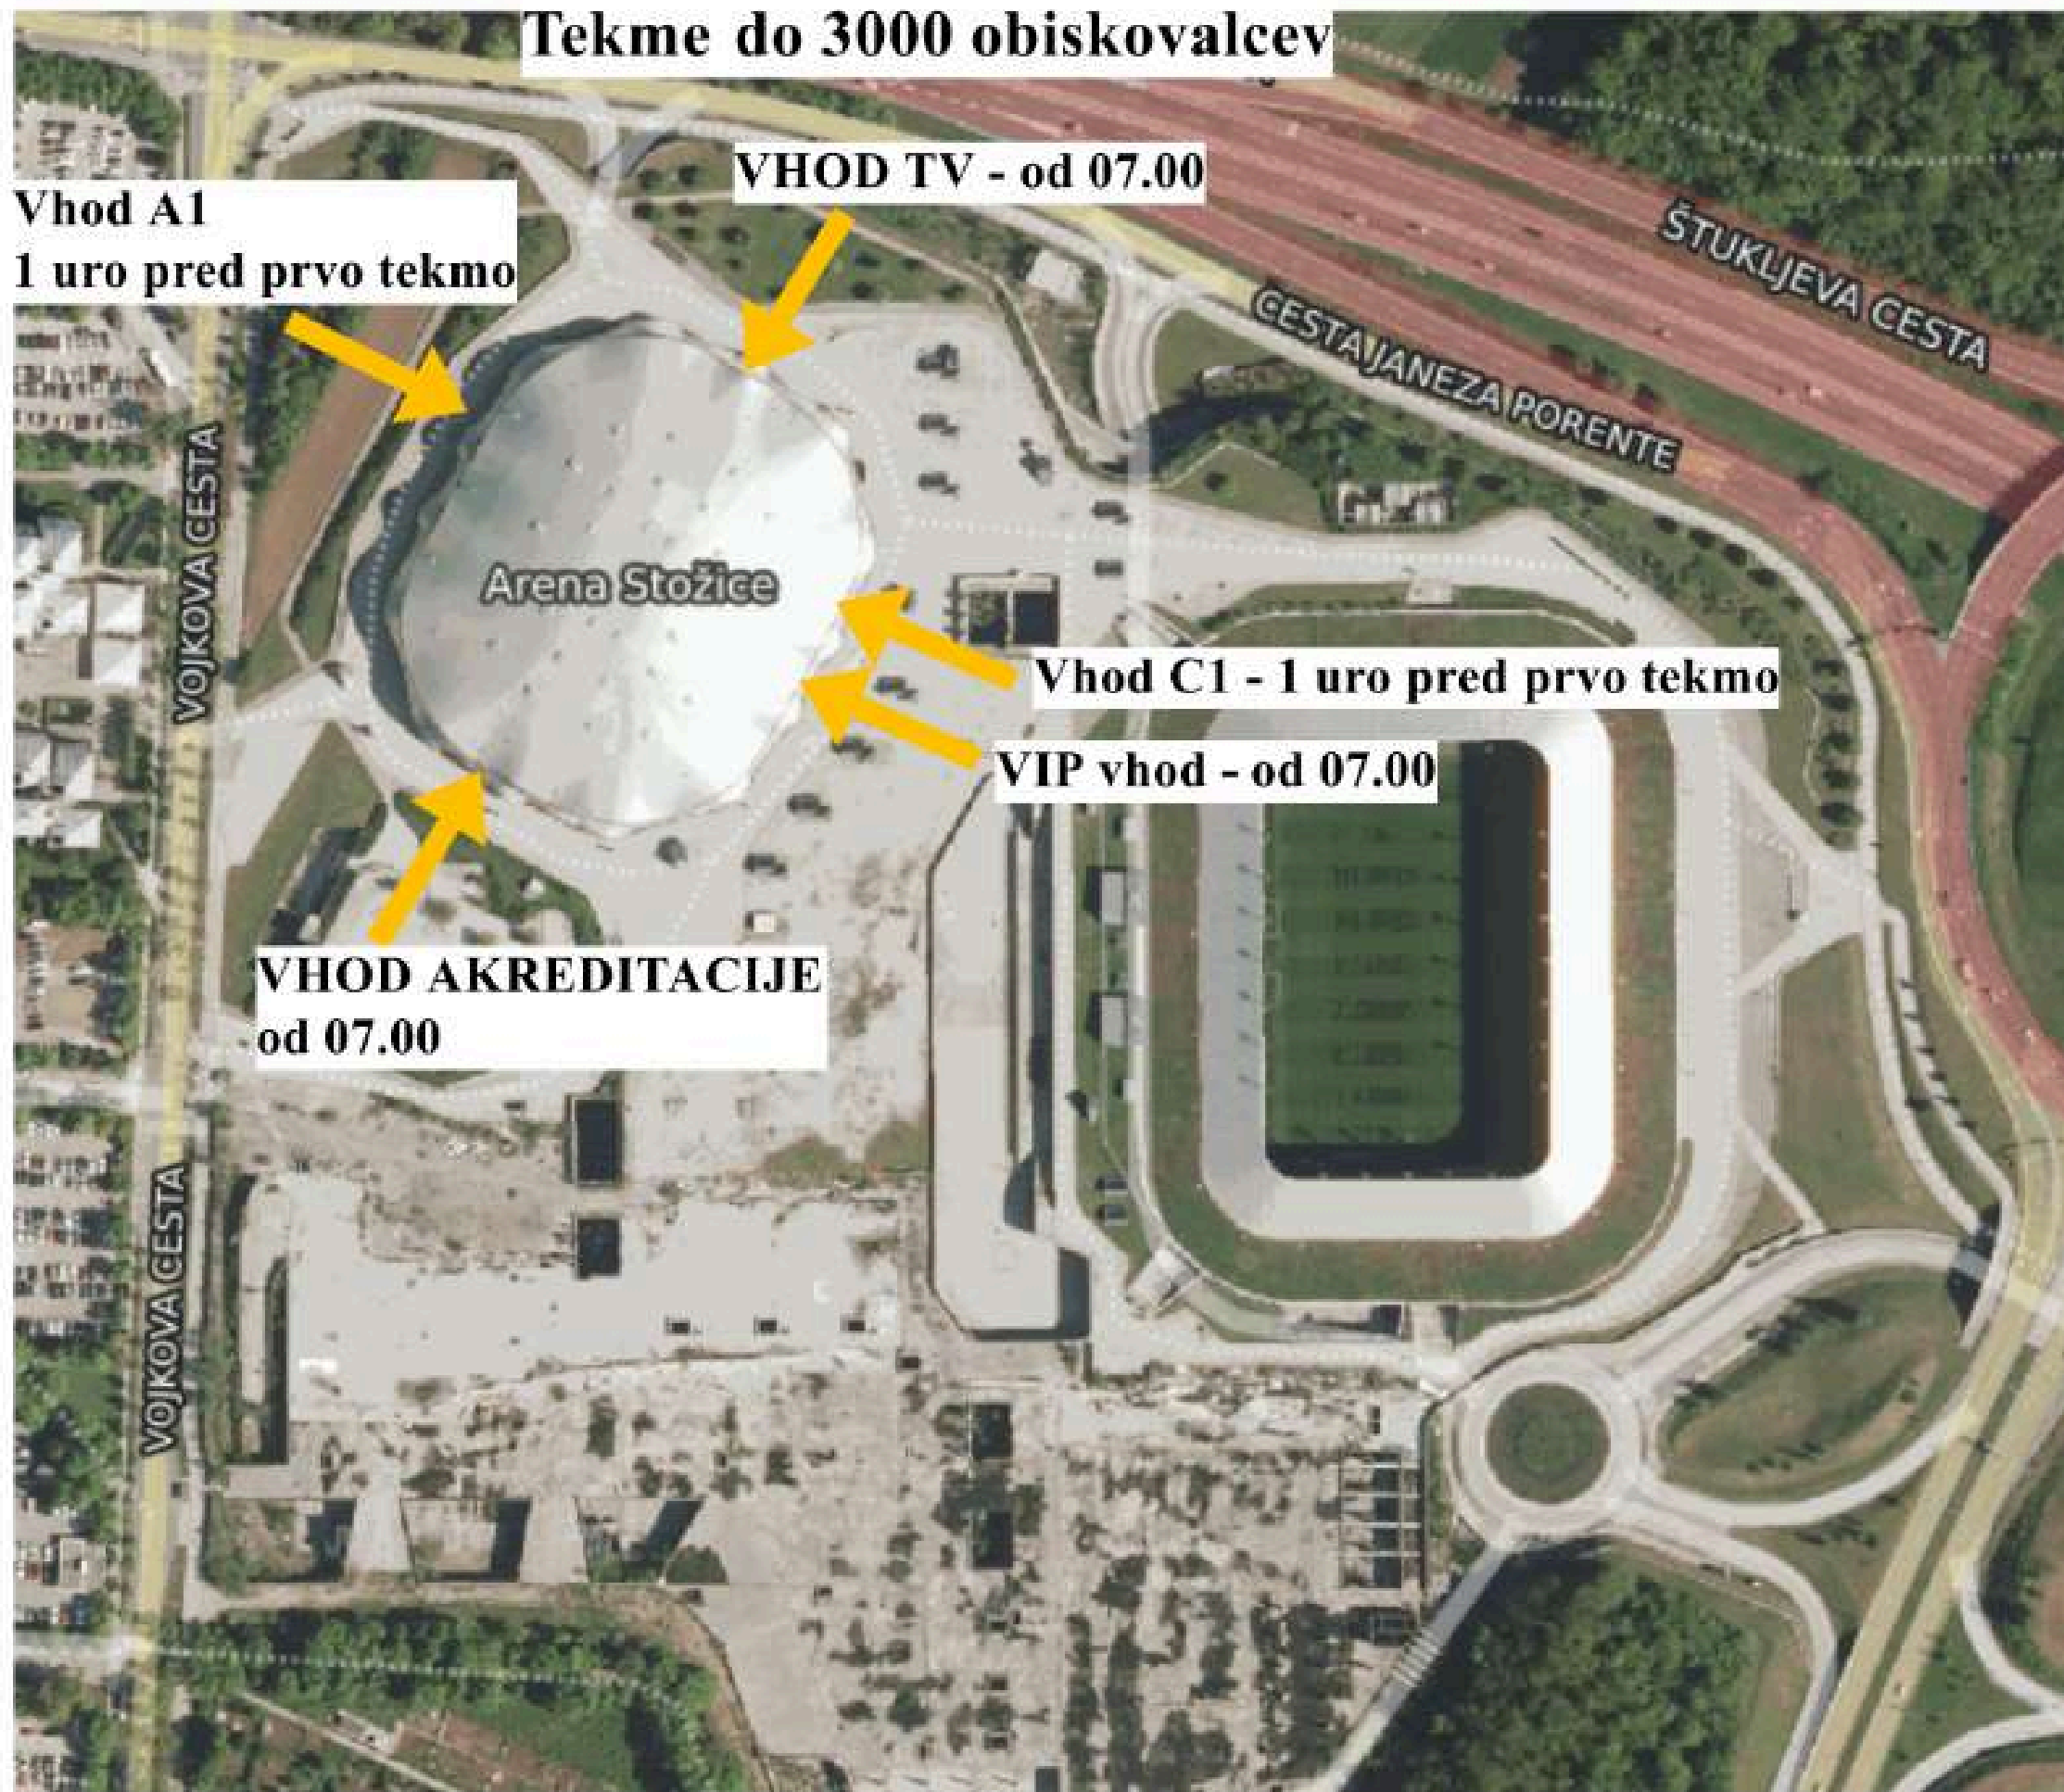 Tekme do 3000 obiskovalcev
VHOD TV - od 07.00
Vhod A1
1 uro pred prvo tekmo
ŠTUKLJEVA CESTA
CESTA JANEZA PORENTE
VOJKOVA CESTA
Arena Stožice
Vhod C1 - 1 uro pred prvo tekmo
VIP vhod - od 07.00
VHOD AKREDITACIJE
od 07.00
VOJKOVA CESTA